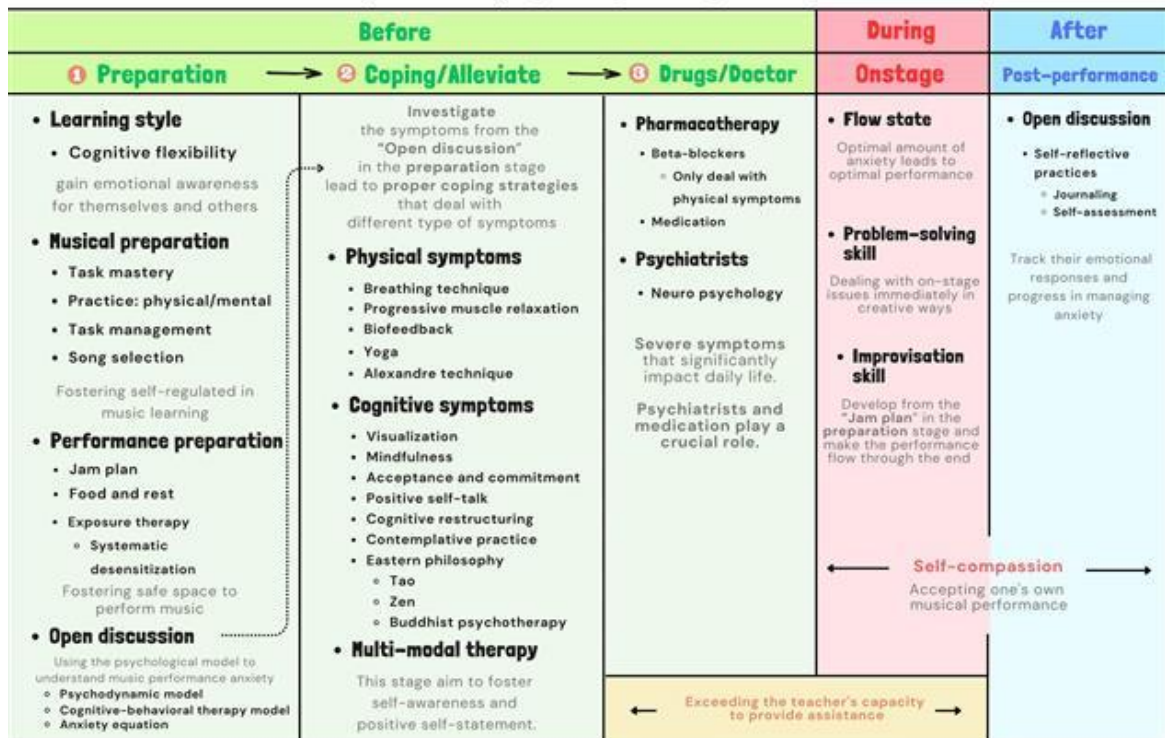 Before
During
After
1 Preparation
2 Coping/Alleviate
3 Drugs/Doctor
Onstage
Post-performance
• Learning style
• Cognitive flexibility
gain emotional awareness
for themselves and others
• Musical preparation
• Task mastery
• Practice: physical/mental
• Task management
• Song selection
Fostering self-regulated in
music learning
• Performance preparation
• Jam plan
• Food and rest
• Exposure therapy
◦ Systematic
desensitization
Fostering safe space to
perform music
• Open discussion
Using the psychological model to
understand music performance anxiety
◦ Psychodynamic model
◦ Cognitive-behavioral therapy model
◦ Anxiety equation
Investigate
the symptoms from the
"Open discussion"
in the preparation stage
lead to proper coping strategies
that deal with
different type of symptoms
• Physical symptoms
• Breathing technique
• Progressive muscle relaxation
• Biofeedback
• Yoga
• Alexandre technique
• Cognitive symptoms
• Visualization
• Mindfulness
• Acceptance and commitment
• Positive self-talk
• Cognitive restructuring
• Contemplative practice
• Eastern philosophy
◦ Tao
◦ Zen
◦ Buddhist psychotherapy
• Multi-modal therapy
This stage aim to foster
self-awareness and
positive self-statement.
• Pharmacotherapy
• Beta-blockers
◦ Only deal with
physical symptoms
• Medication
• Psychiatrists
• Neuro psychology
Severe symptoms
that significantly
impact daily life.
Psychiatrists and
medication play a
crucial role.
• Flow state
Optimal amount of
anxiety leads to
optimal performance
• Problem-solving
skill
Dealing with on-stage
issues immediately in
creative ways
• Improvisation
skill
Develop from the
"Jam plan" in the
preparation stage and
make the performance
flow through the end
• Open discussion
• Self-reflective
practices
◦ Journaling
◦ Self-assessment
Track their emotional
responses and
progress in managing
anxiety
Self-compassion
Accepting one's own
musical performance
Exceeding the teacher's capacity
to provide assistance